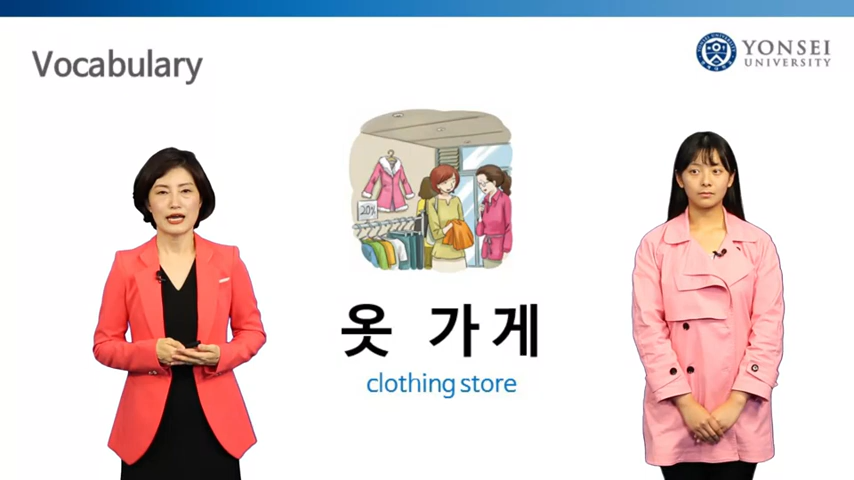 Vocabulary
YONSEI
UNIVERSITY
20%
옷 가게
clothing store